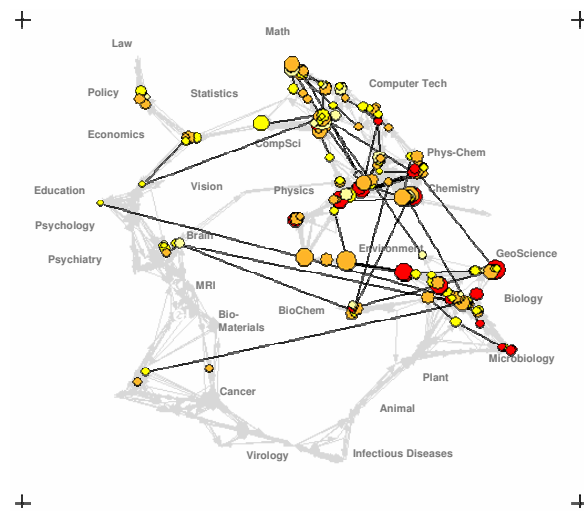 Math
Law
Computer Tech
Policy
Statistics
Economics
CompSci
Phys-Chem
Education
Vision
Physics
Chemistry
Psychology
Brain
Environment
GeoScience
Psychiatry
MRI
Biology
Bio-
Materials
BioChem
Microbiology
Plant
Cancer
Animal
Virology
Infectious Diseases